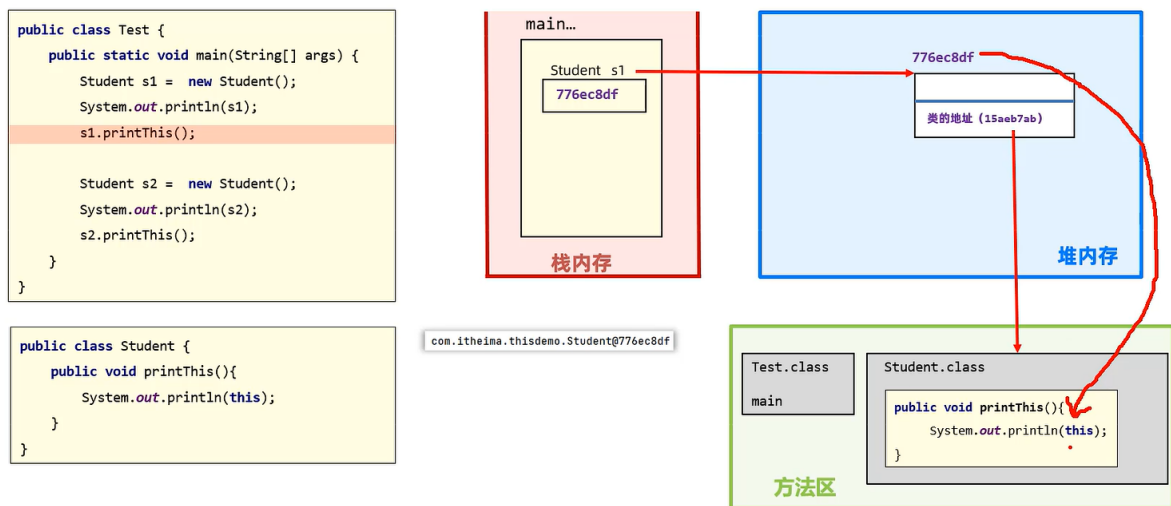 public class Test {
public static void main(String[] args) {
Student s1 = new Student();
System.out.println(s1);
s1.printThis();
Student s2 = new Student();
System.out.println(s2);
s2.printThis();
}
}
public class Student {
public void printThis(){
System.out.println(this);
}
}
main…
Student s1
776ec8df
栈内存
com.itheima.thisdemo.Student@776ec8df
776ec8df
类的地址（15aeb7ab）
堆内存
Test.class
main
Student.class
public void printThis(){
System.out.println(this);
}
方法区